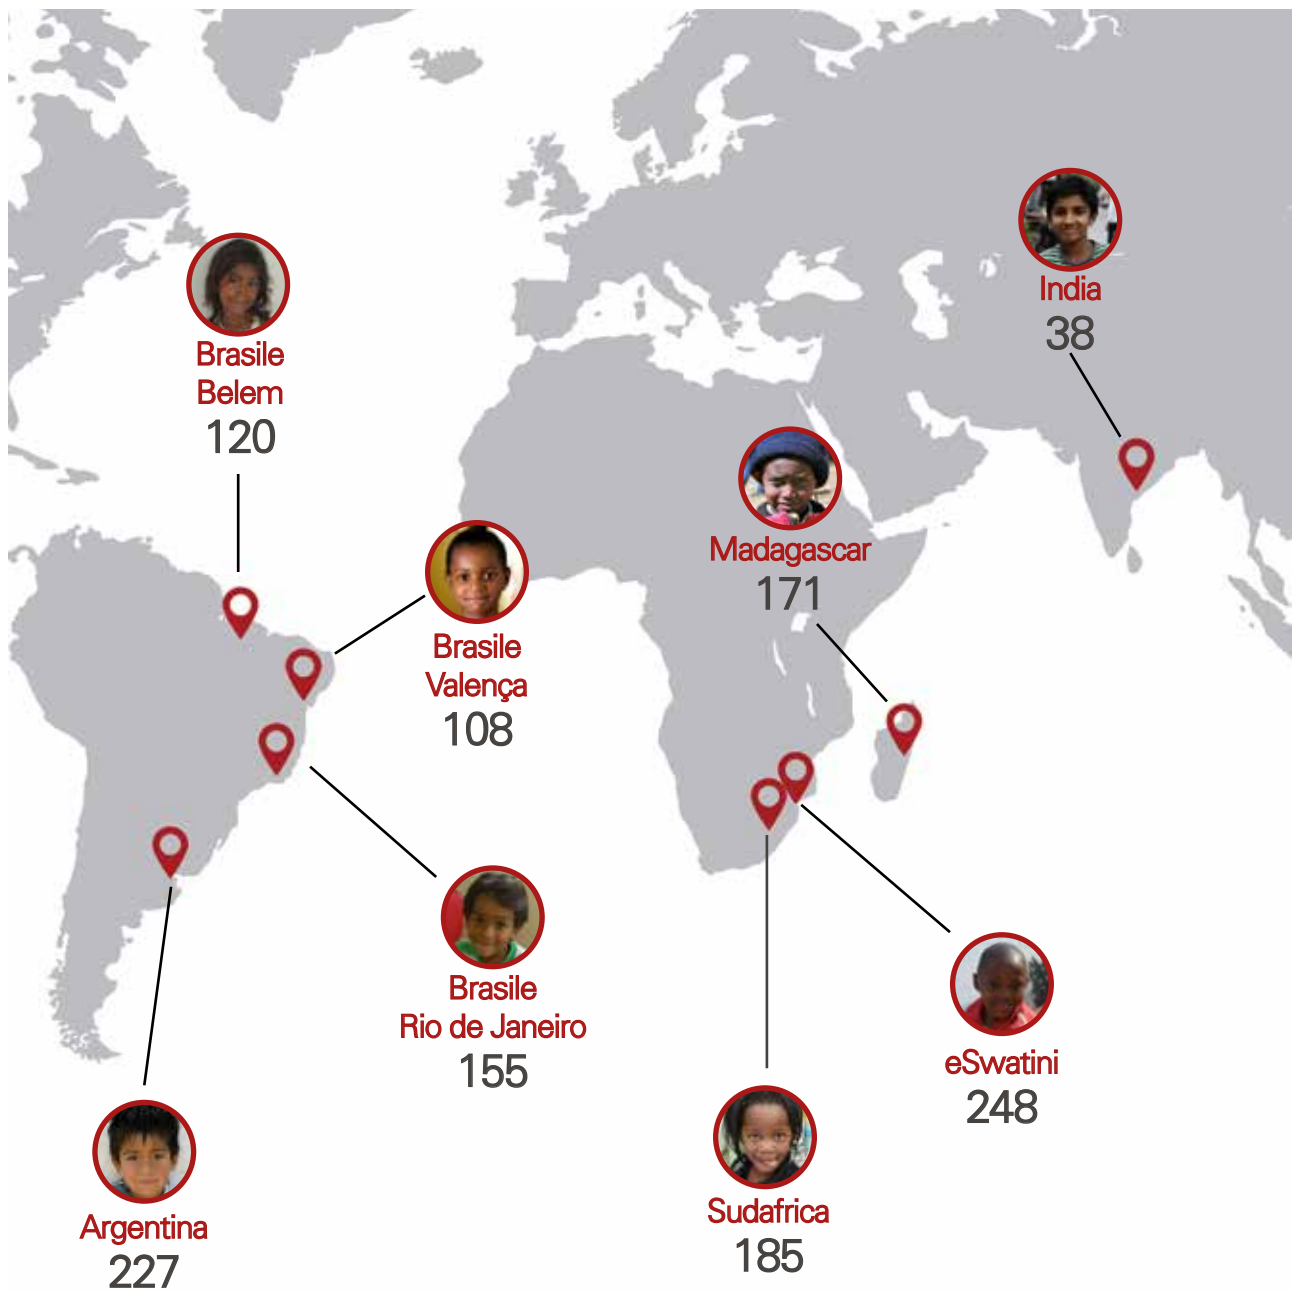 India
38
Brasile
Belem
120
Madagascar
171
Brasile
Valença
108
Brasile
Rio de Janeiro
155
eSwatini
248
Sudafrica
185
Argentina
227